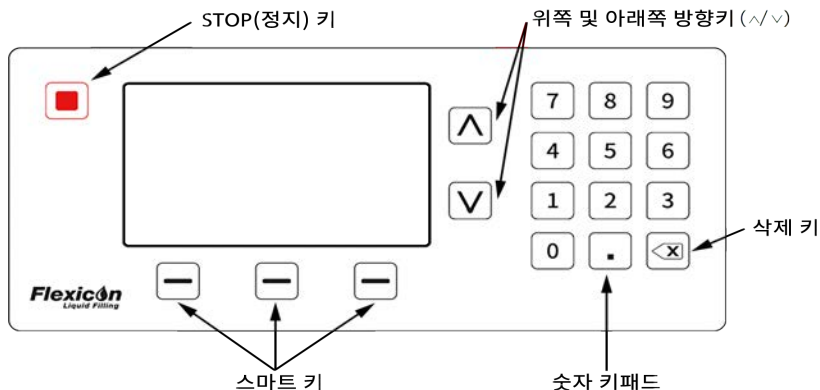 STOP(정지) 키
위쪽 및 아래쪽 방향키 (∧/∨)
7 8 9
4 5 6
1 2 3
0 .
삭제 키
Flexicon
Liquid Filling
스마트 키
숫자 키패드